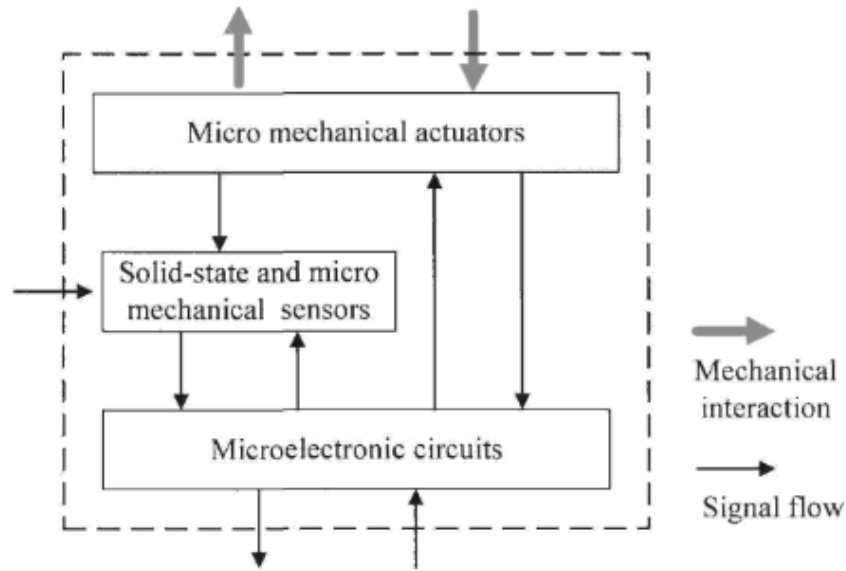 Micro mechanical actuators
Solid-state and micro
mechanical sensors
Microelectronic circuits
Mechanical
interaction
Signal flow